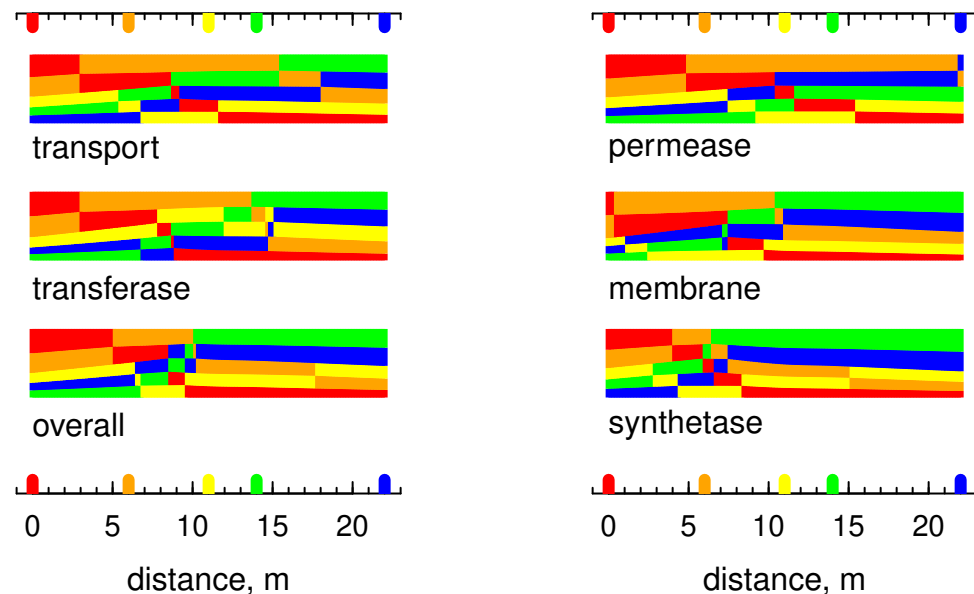 transport
permease
transferase
membrane
overall
synthetase
0 5 10 15 20
0 5 10 15 20
distance, m
distance, m